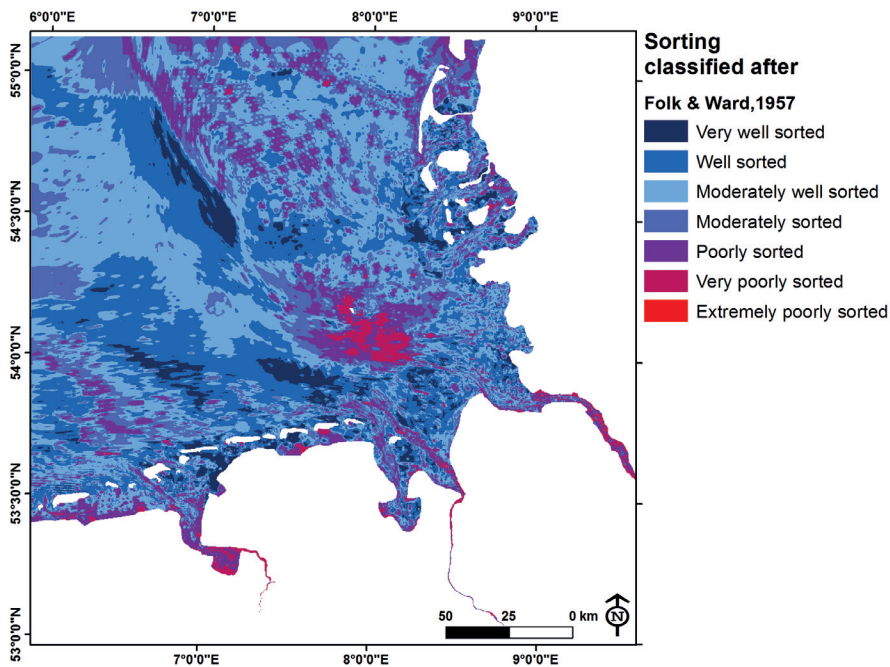 6°0'0"E 7°0'0"E 8°0'0"E 9°0'0"E
55°0'0"N
54°30'0"N
54°0'0"N
53°30'0"N
53°0'0"N
Sorting
classified after
Folk & Ward,1957
Very well sorted
Well sorted
Moderately well sorted
Moderately sorted
Poorly sorted
Very poorly sorted
Extremely poorly sorted
50 25 0 km
N
7°0'0"E 8°0'0"E 9°0'0"E